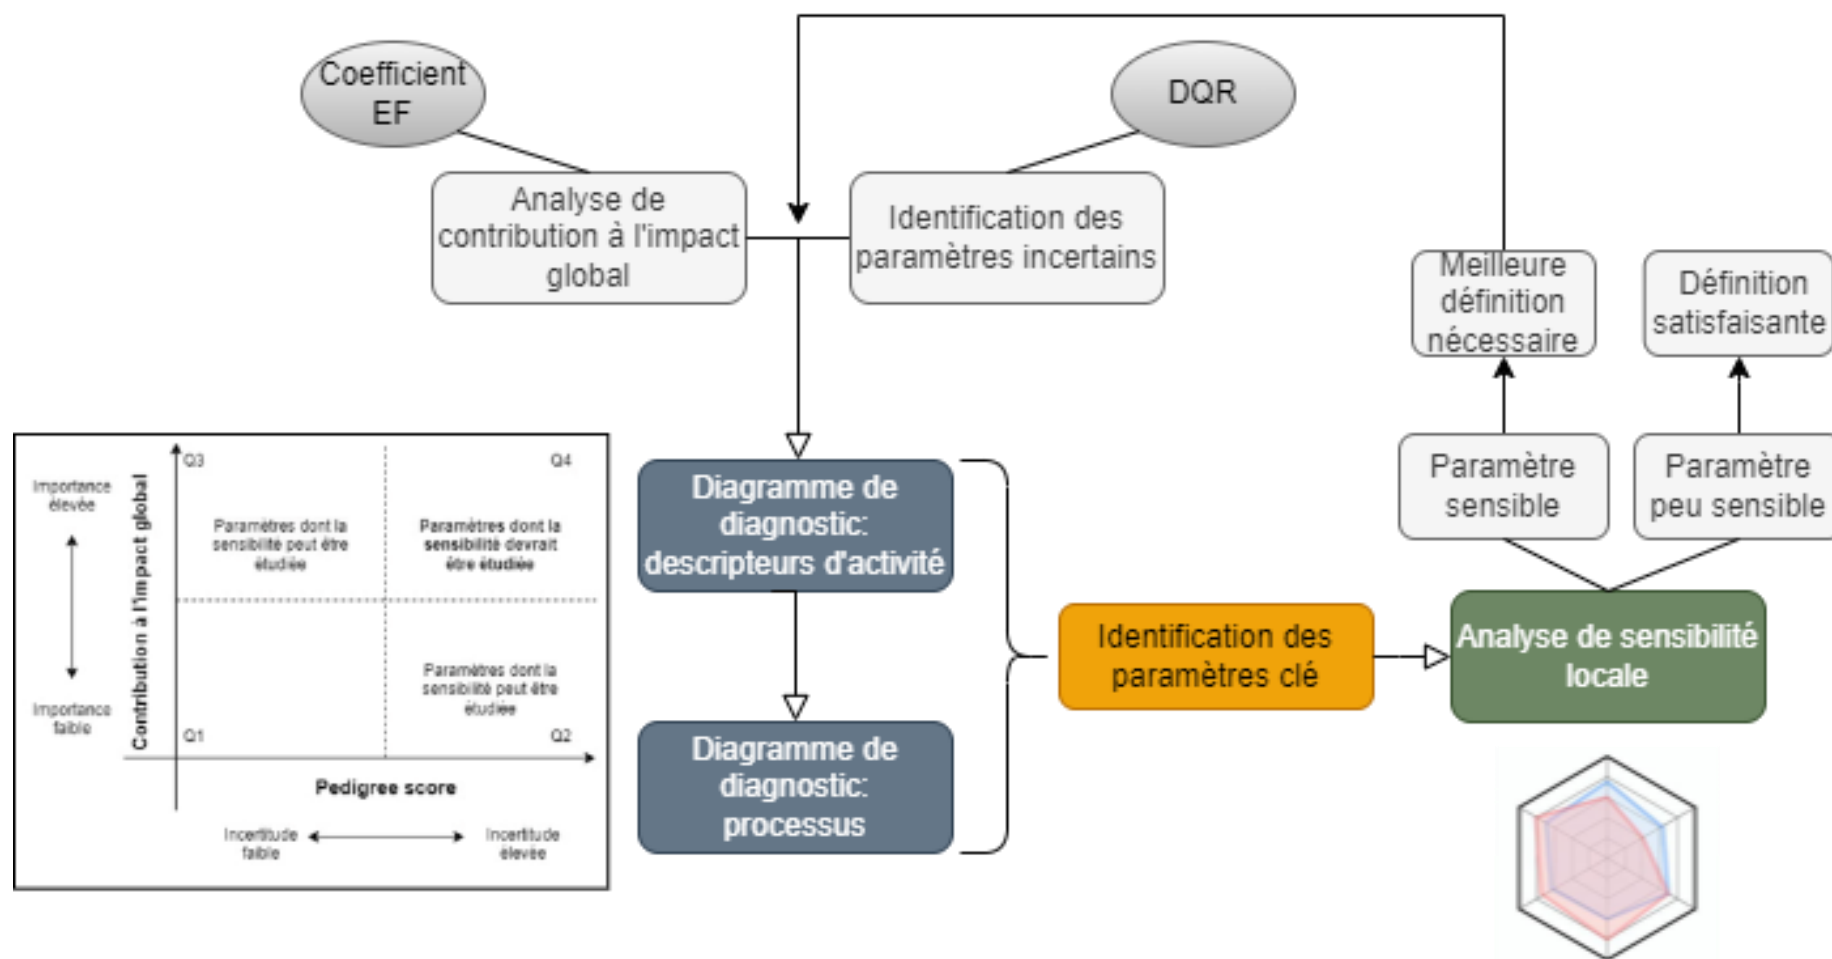 Coefficient
EF
DQR
Analyse de
contribution à l'impact
global
Identification des
paramètres incertains
Meilleure
définition
nécessaire
Définition
satisfaisante
Paramètre
sensible
Paramètre
peu sensible
Q3
Q4
Importance
élevée
Paramètres dont la
sensibilité peut être
étudiée
Paramètres dont la
sensibilité devrait
être étudiée
Contribution à l'impact global
Importance
faible
Paramètres dont la
sensibilité peut être
étudiée
Q1
Q2
Pedigree score
Incertitude
faible
Incertitude
élevée
Diagramme de
diagnostic:
descripteurs d'activité
Diagramme de
diagnostic:
processus
Identification des
paramètres clé
Analyse de sensibilité
locale